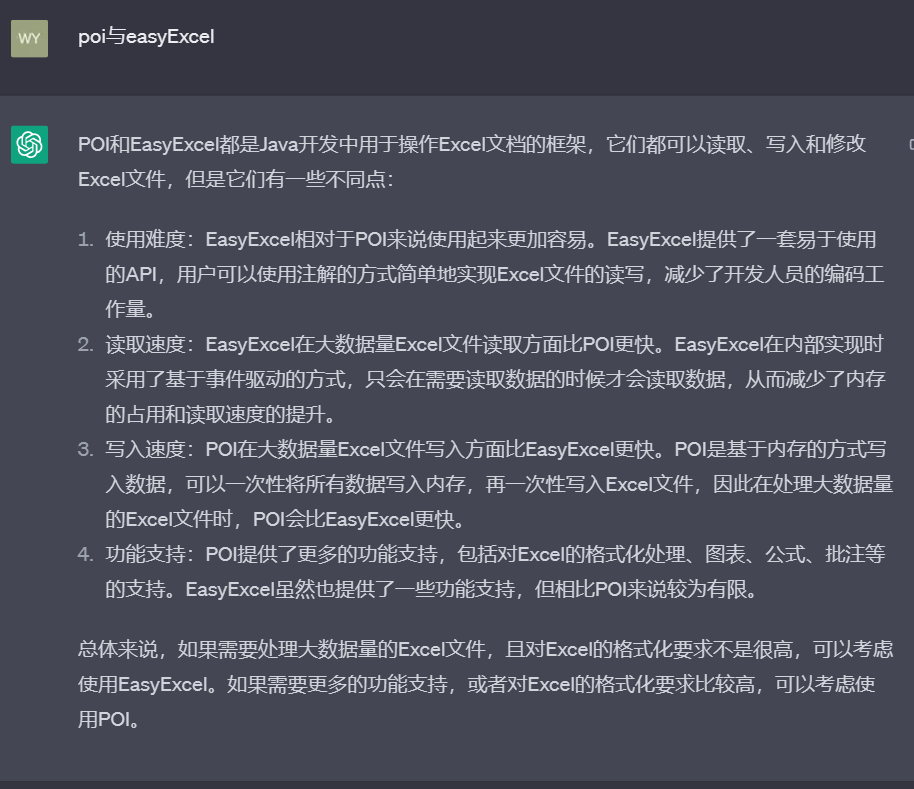 WY
poi与easyExcel
POI和EasyExcel都是Java开发中用于操作Excel文档的框架，它们都可以读取、写入和修改
Excel文件，但是它们有一些不同点：
1. 使用难度：EasyExcel相对于POI来说使用起来更加容易。EasyExcel提供了一套易于使用
的API，用户可以使用注解的方式简单地实现Excel文件的读写，减少了开发人员的编码工
作量。
2. 读取速度：EasyExcel在大数据量Excel文件读取方面比POI更快。EasyExcel在内部实现时
采用了基于事件驱动的方式，只会在需要读取数据的时候才会读取数据，从而减少了内存
的占用和读取速度的提升。
3. 写入速度：POI在大数据量Excel文件写入方面比EasyExcel更快。POI是基于内存的方式写
入数据，可以一次性将所有数据写入内存，再一次性写入Excel文件，因此在处理大数据量
的Excel文件时，POI会比EasyExcel更快。
4. 功能支持：POI提供了更多的功能支持，包括对Excel的格式化处理、图表、公式、批注等
的支持。EasyExcel虽然也提供了一些功能支持，但相比POI来说较为有限。
总体来说，如果需要处理大数据量的Excel文件，且对Excel的格式化要求不是很高，可以考虑
使用EasyExcel。如果需要更多的功能支持，或者对Excel的格式化要求比较高，可以考虑使
用POI。